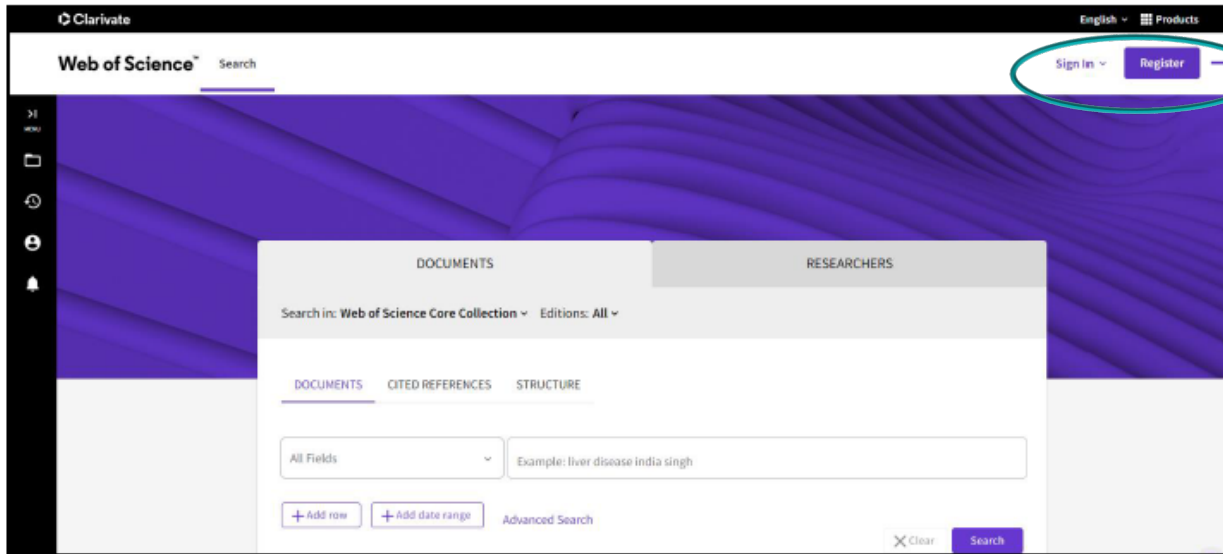 Clarivate English Products
Web of Science™ Search Sign In Register
MENU
DOCUMENTS RESEARCHERS
Search in: Web of Science Core Collection Editions: All
DOCUMENTS CITED REFERENCES STRUCTURE
All Fields Example: liver disease india singh
+ Add row + Add date range Advanced Search
× Clear Search